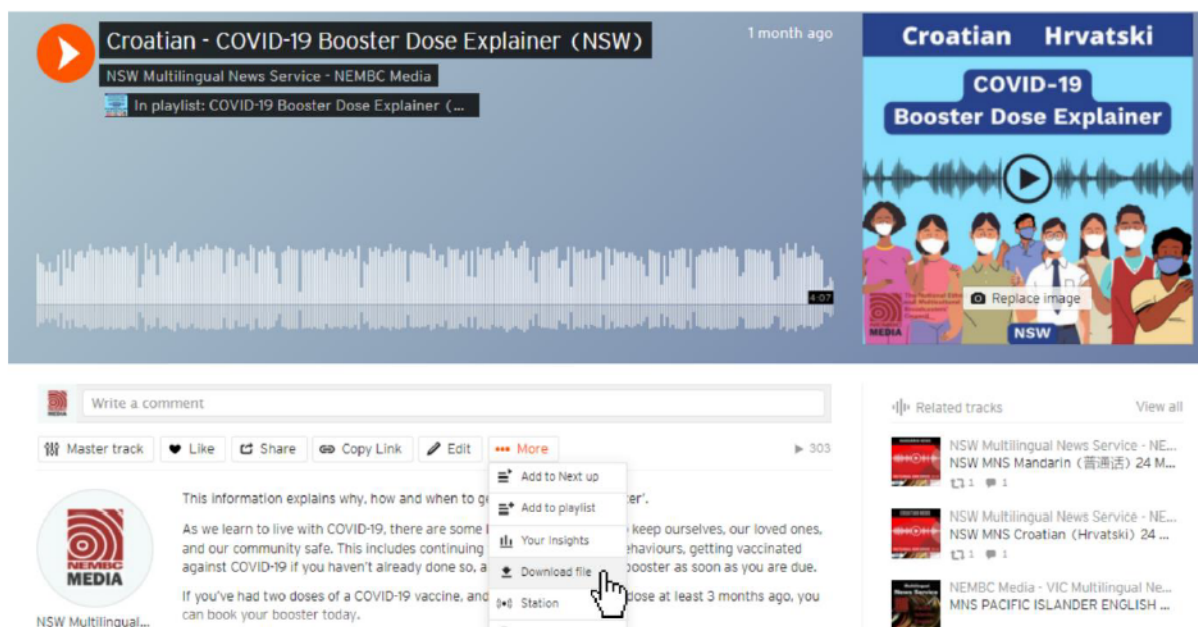 Croatian - COVID-19 Booster Dose Explainer (NSW)
1 month ago
NSW Multilingual News Service - NEMBC Media
In playlist: COVID-19 Booster Dose Explainer (...
4:07
Croatian Hrvatski
COVID-19
Booster Dose Explainer
Replace image
MEDIA
NSW
Write a comment
Master track
Like
Share
Copy Link
Edit
More
303
Add to Next up
Add to playlist
Your Insights
Download file
Station
This information explains why, how and when to g er'.
As we learn to live with COVID-19, there are some keep ourselves, our loved ones,
and our community safe. This includes continuing ehaviours, getting vaccinated
against COVID-19 if you haven't already done so, a booster as soon as you are due.
If you've had two doses of a COVID-19 vaccine, and dose at least 3 months ago, you
can book your booster today.
NEMBC
MEDIA
NSW Multilingual...
Related tracks
View all
NSW Multilingual News Service - NE...
NSW MNS Mandarin (普通话) 24 M...
1 1
NSW Multilingual News Service - NE...
NSW MNS Croatian (Hrvatski) 24 ...
1 1
NEMBC Media - VIC Multilingual Ne...
MNS PACIFIC ISLANDER ENGLISH ...